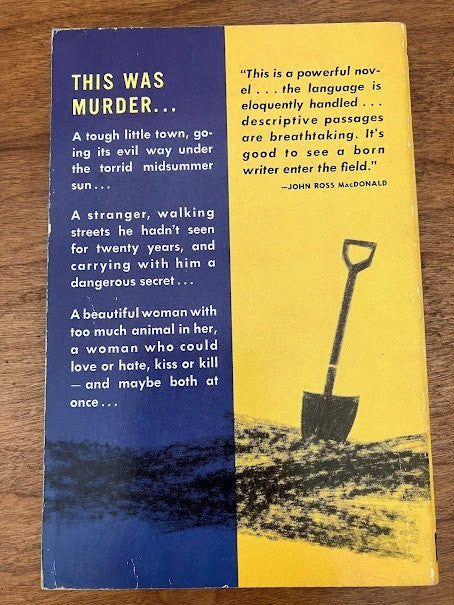 THIS WAS
MURDER...
A tough little town, go-
ing its evil way under
the torrid midsummer
sun...
A stranger, walking
streets he hadn't seen
for twenty years, and
carrying with him a
dangerous secret...
A beautiful woman with
too much animal in her,
a woman who could
love or hate, kiss or kill
— and maybe both at
once...
"This is a powerful nov-
el . . . the language is
eloquently handled . . .
descriptive passages
are breathtaking. It's
good to see a born
writer enter the field."
—JOHN ROSS MacDONALD